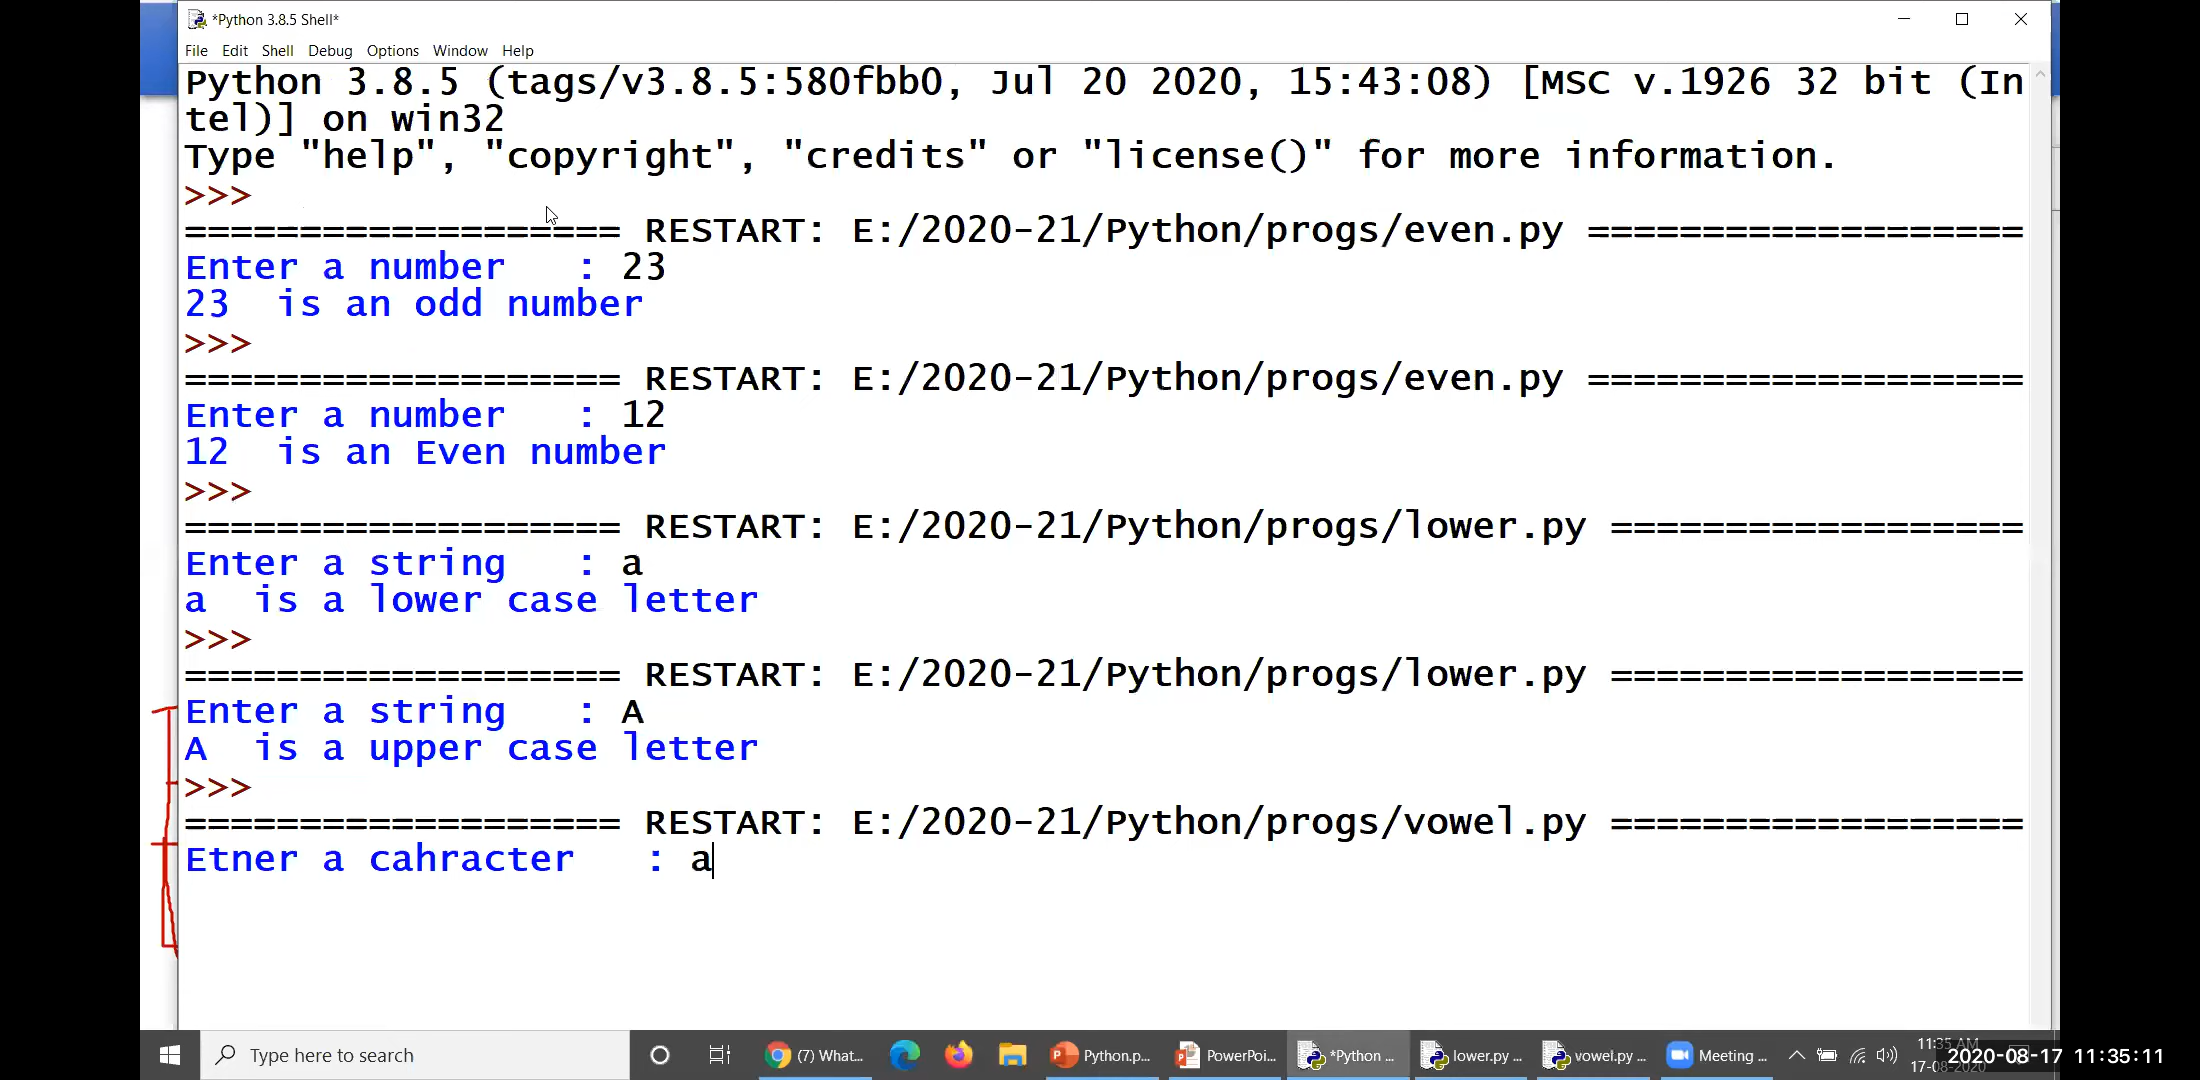 *Python 3.8.5 Shell*
File Edit Shell Debug Options Window Help
Python 3.8.5 (tags/v3.8.5:580fbb0, Jul 20 2020, 15:43:08) [MSC v.1926 32 bit (In
tel)] on win32
Type "help", "copyright", "credits" or "license()" for more information.
>>>
=================== RESTART: E:/2020-21/Python/progs/even.py ===================
Enter a number   : 23
23  is an odd number
>>>
=================== RESTART: E:/2020-21/Python/progs/even.py ===================
Enter a number   : 12
12  is an Even number
>>>
=================== RESTART: E:/2020-21/Python/progs/lower.py ==================
Enter a string   : a
a  is a lower case letter
>>>
=================== RESTART: E:/2020-21/Python/progs/lower.py ==================
Enter a string   : A
A  is a upper case letter
>>>
=================== RESTART: E:/2020-21/Python/progs/vowel.py ==================
Etner a cahracter   : a
Type here to search (7) What... Python.p... PowerPoi... *Python ... lower.py ... vowel.py ... Meeting ... 11:35 AM
17-08-2020
2020-08-17 11:35:11